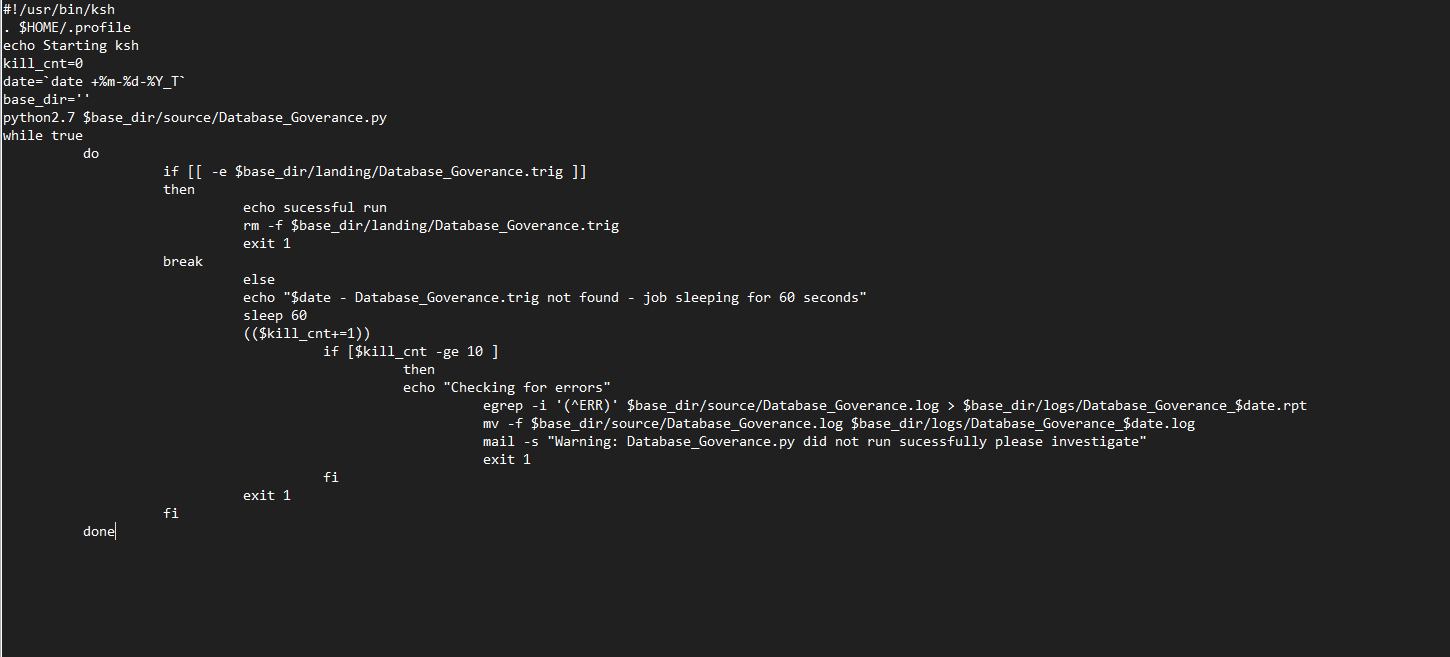 #!/usr/bin/ksh
. $HOME/.profile
echo Starting ksh
kill_cnt=0
date=`date +%m-%d-%Y_T`
base_dir=''
python2.7 $base_dir/source/Database_Goverance.py
while true
do
if [[ -e $base_dir/landing/Database_Goverance.trig ]]
then
echo sucessful run
rm -f $base_dir/landing/Database_Goverance.trig
exit 1
break
else
echo "$date - Database_Goverance.trig not found - job sleeping for 60 seconds"
sleep 60
(($kill_cnt+=1))
if [$kill_cnt -ge 10 ]
then
echo "Checking for errors"
egrep -i '(^ERR)' $base_dir/source/Database_Goverance.log > $base_dir/logs/Database_Goverance_$date.rpt
mv -f $base_dir/source/Database_Goverance.log $base_dir/logs/Database_Goverance_$date.log
mail -s "Warning: Database_Goverance.py did not run sucessfully please investigate"
exit 1
fi
exit 1
fi
done